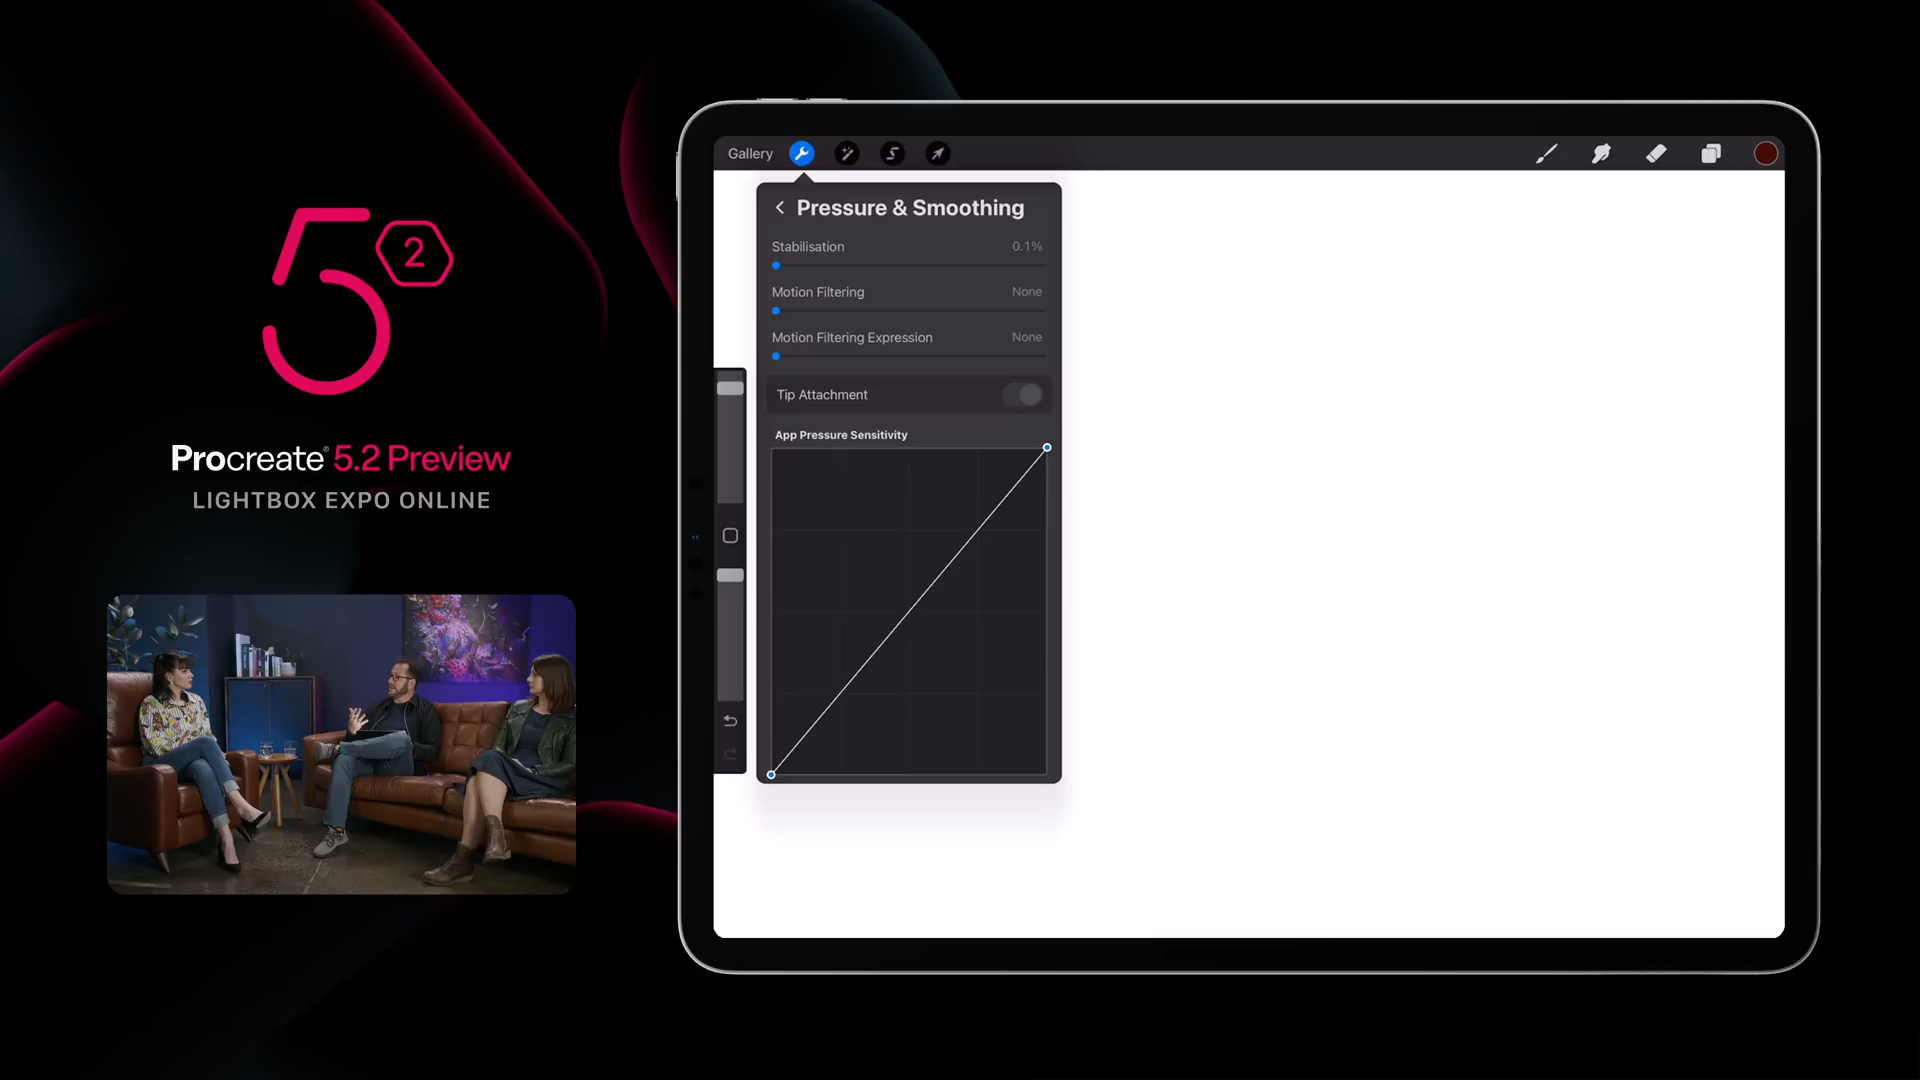 5
2
Procreate® 5.2 Preview
LIGHTBOX EXPO ONLINE
Gallery
Pressure & Smoothing
Stabilisation 0.1%
Motion Filtering None
Motion Filtering Expression None
Tip Attachment
App Pressure Sensitivity